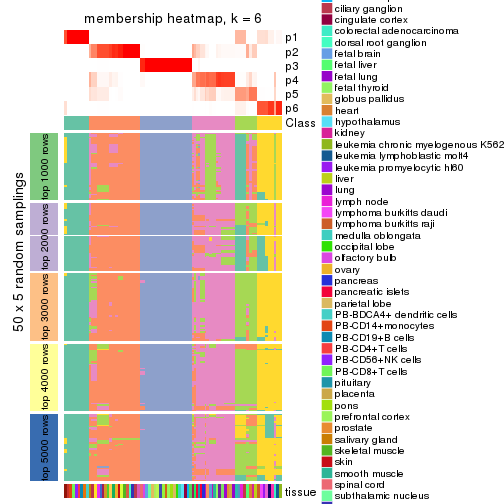 membership heatmap, k = 6
p1
p2
p3
p4
p5
p6
Class
50 x 5 random samplings
top 1000 rows
top 2000 rows
top 3000 rows
top 4000 rows
top 5000 rows
tissue
ciliary ganglion
cingulate cortex
colorectal adenocarcinoma
dorsal root ganglion
fetal brain
fetal liver
fetal lung
fetal thyroid
globus pallidus
heart
hypothalamus
kidney
leukemia chronic myelogenous K562
leukemia lymphoblastic molt4
leukemia promyelocytic hl60
liver
lung
lymph node
lymphoma burkitts daudi
lymphoma burkitts raji
medulla oblongata
occipital lobe
olfactory bulb
ovary
pancreas
pancreatic islets
parietal lobe
PB-BDCA4+ dendritic cells
PB-CD14+ monocytes
PB-CD19+ B cells
PB-CD4+ T cells
PB-CD56+ NK cells
PB-CD8+ T cells
pituitary
placenta
pons
prefrontal cortex
prostate
salivary gland
skeletal muscle
skin
smooth muscle
spinal cord
subthalamic nucleus